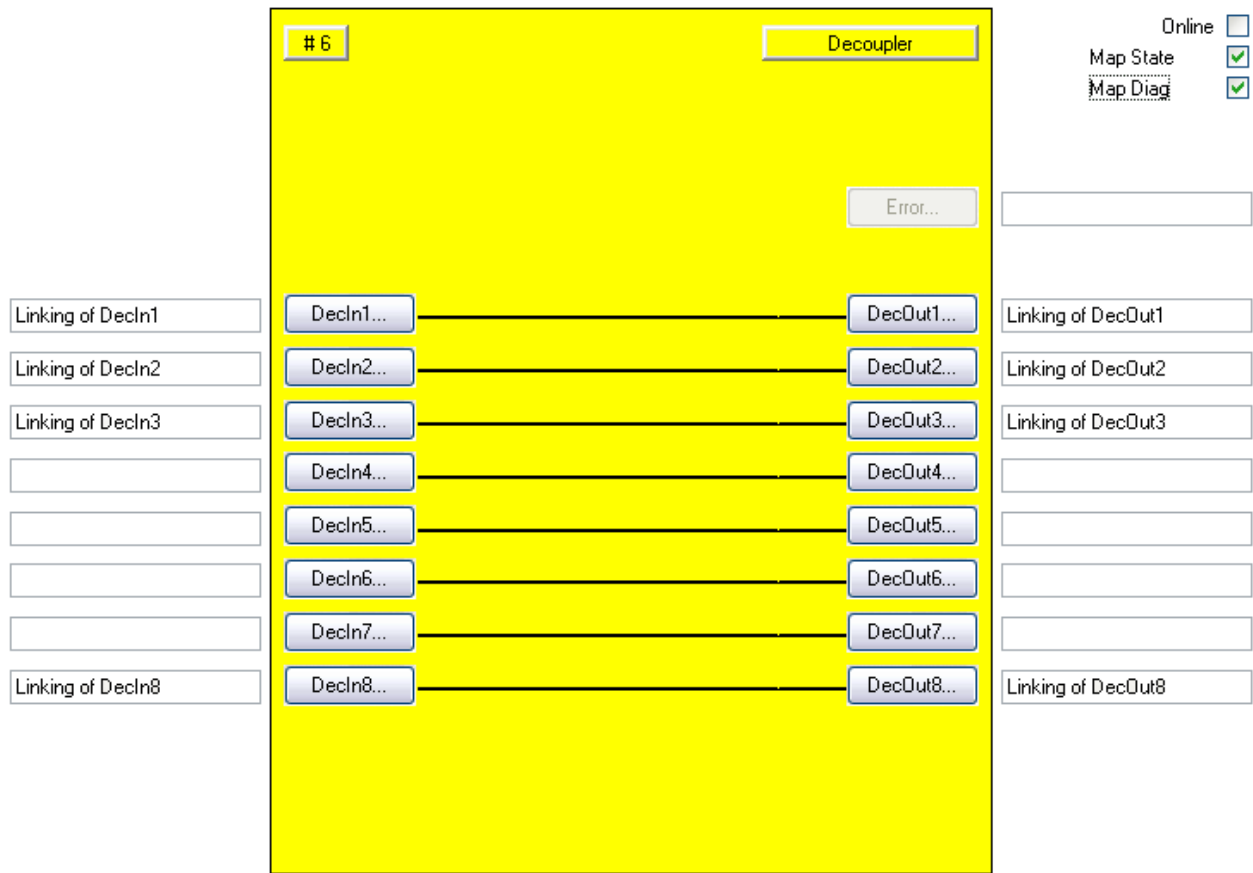 # 6
Decoupler
Online
Map State
Map Diag
Error...
Linking of DecIn1 DecIn1... DecOut1... Linking of DecOut1
Linking of DecIn2 DecIn2... DecOut2... Linking of DecOut2
Linking of DecIn3 DecIn3... DecOut3... Linking of DecOut3
DecIn4... DecOut4...
DecIn5... DecOut5...
DecIn6... DecOut6...
DecIn7... DecOut7...
Linking of DecIn8 DecIn8... DecOut8... Linking of DecOut8